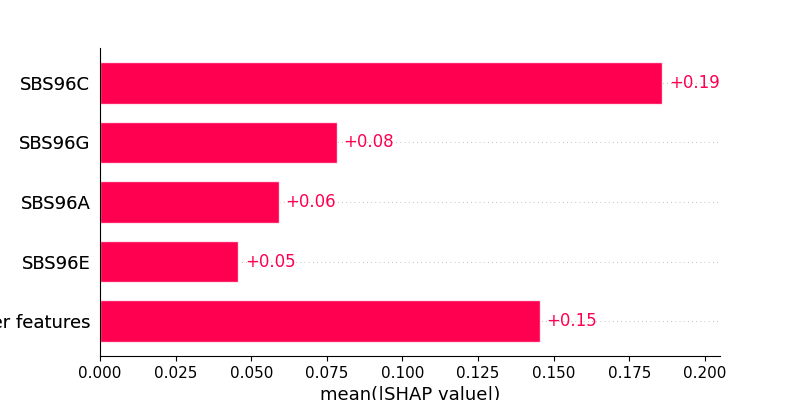 SBS96C +0.19
SBS96G +0.08
SBS96A +0.06
SBS96E +0.05
features +0.15
0.000 0.025 0.050 0.075 0.100 0.125 0.150 0.175 0.200
mean(|SHAP value|)